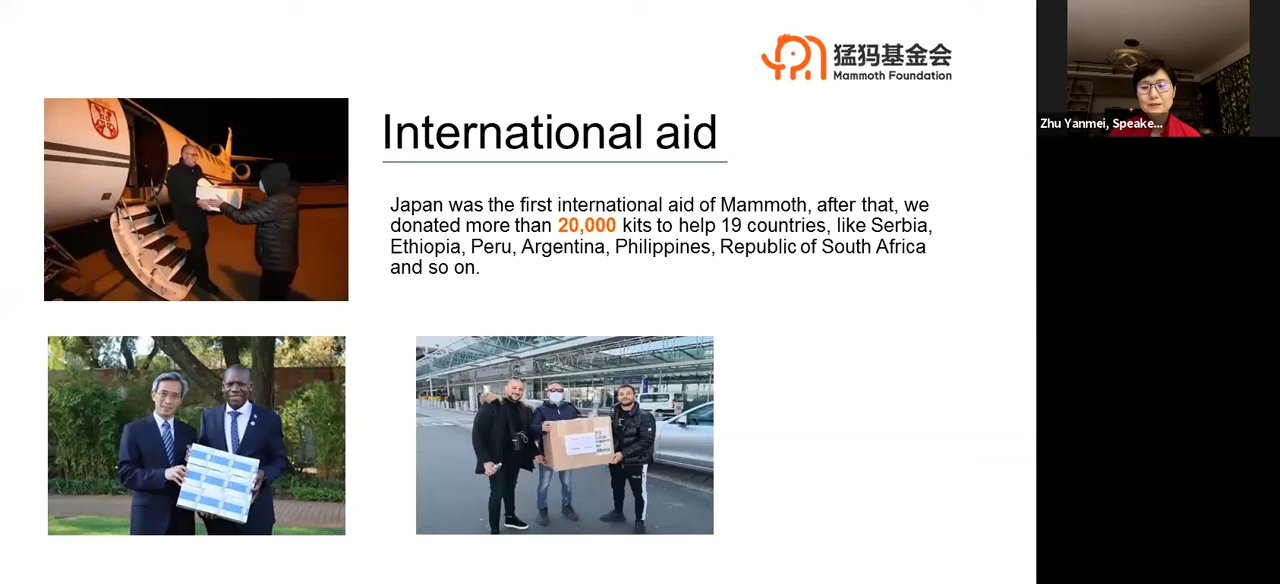 猛犸基金会
Mammoth Foundation
International aid
Japan was the first international aid of Mammoth, after that, we
donated more than 20,000 kits to help 19 countries, like Serbia,
Ethiopia, Peru, Argentina, Philippines, Republic of South Africa
and so on.
Zhu Yanmei, Speake...